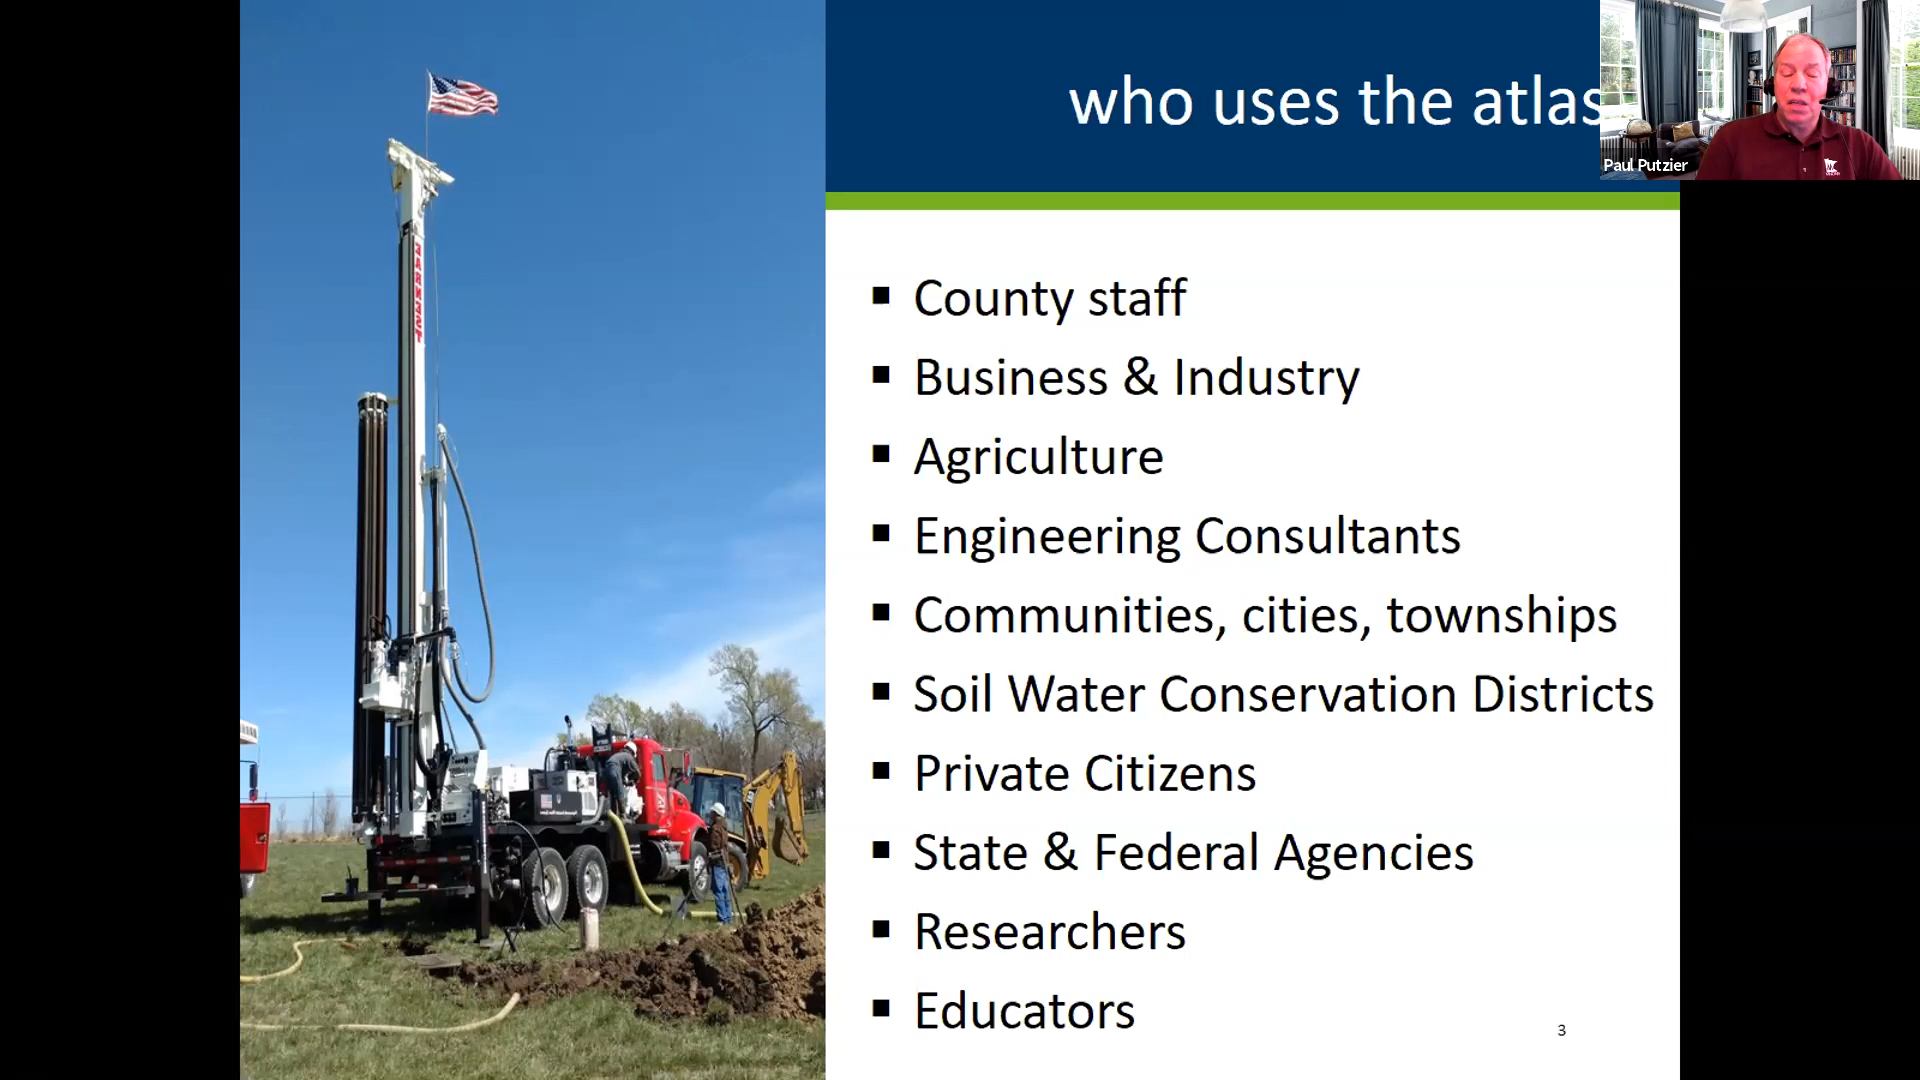 who uses the atlas
Paul Putzier
EARNEST
▪ County staff
▪ Business & Industry
▪ Agriculture
▪ Engineering Consultants
▪ Communities, cities, townships
▪ Soil Water Conservation Districts
▪ Private Citizens
▪ State & Federal Agencies
▪ Researchers
▪ Educators
3